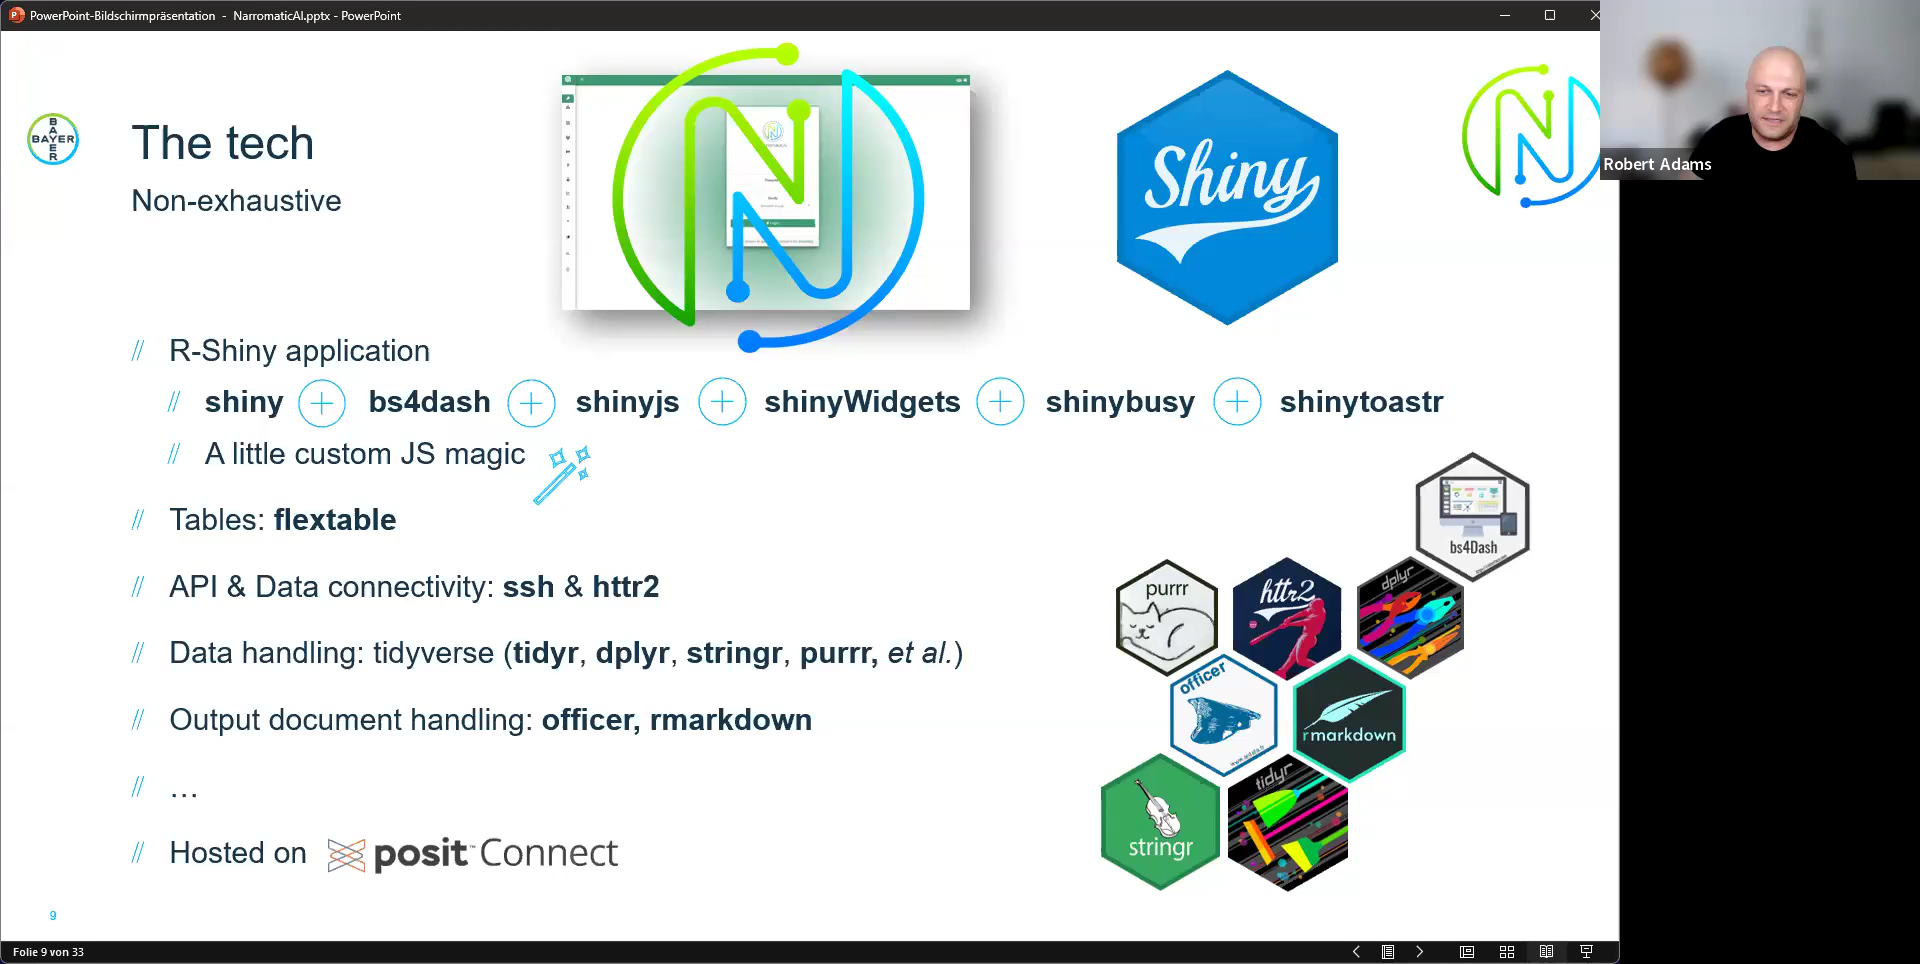 PowerPoint-Bildschirmpräsentation - NarromaticAI.pptx - PowerPoint
BAYER
BAYER
The tech
Non-exhaustive
Shiny
Robert Adams
// R-Shiny application
// shiny + bs4dash + shinyjs + shinyWidgets + shinybusy + shinytoastr
// A little custom JS magic
// Tables: flextable
bs4Dash
// API & Data connectivity: ssh & httr2
purrr
httr2
dplyr
// Data handling: tidyverse (tidyr, dplyr, stringr, purrr, et al.)
// Output document handling: officer, rmarkdown
officer
rmarkdown
// …
stringr
tidyr
// Hosted on posit™ Connect
9
Folie 9 von 33